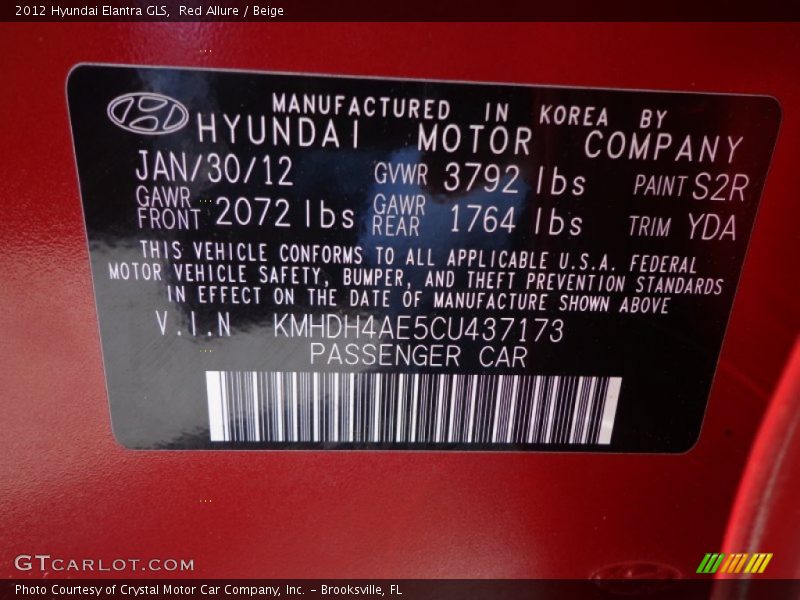 2012 Hyundai Elantra GLS, Red Allure / Beige
MANUFACTURED IN KOREA BY
HYUNDAI MOTOR COMPANY
JAN/30/12 GVWR 3792 lbs PAINT S2R
GAWR FRONT 2072 lbs GAWR REAR 1764 lbs TRIM YDA
THIS VEHICLE CONFORMS TO ALL APPLICABLE U.S.A. FEDERAL
MOTOR VEHICLE SAFETY, BUMPER, AND THEFT PREVENTION STANDARDS
IN EFFECT ON THE DATE OF MANUFACTURE SHOWN ABOVE
V.I.N KMHDH4AE5CU437173
PASSENGER CAR
GTCARLOT.COM
Photo Courtesy of Crystal Motor Car Company, Inc. - Brooksville, FL